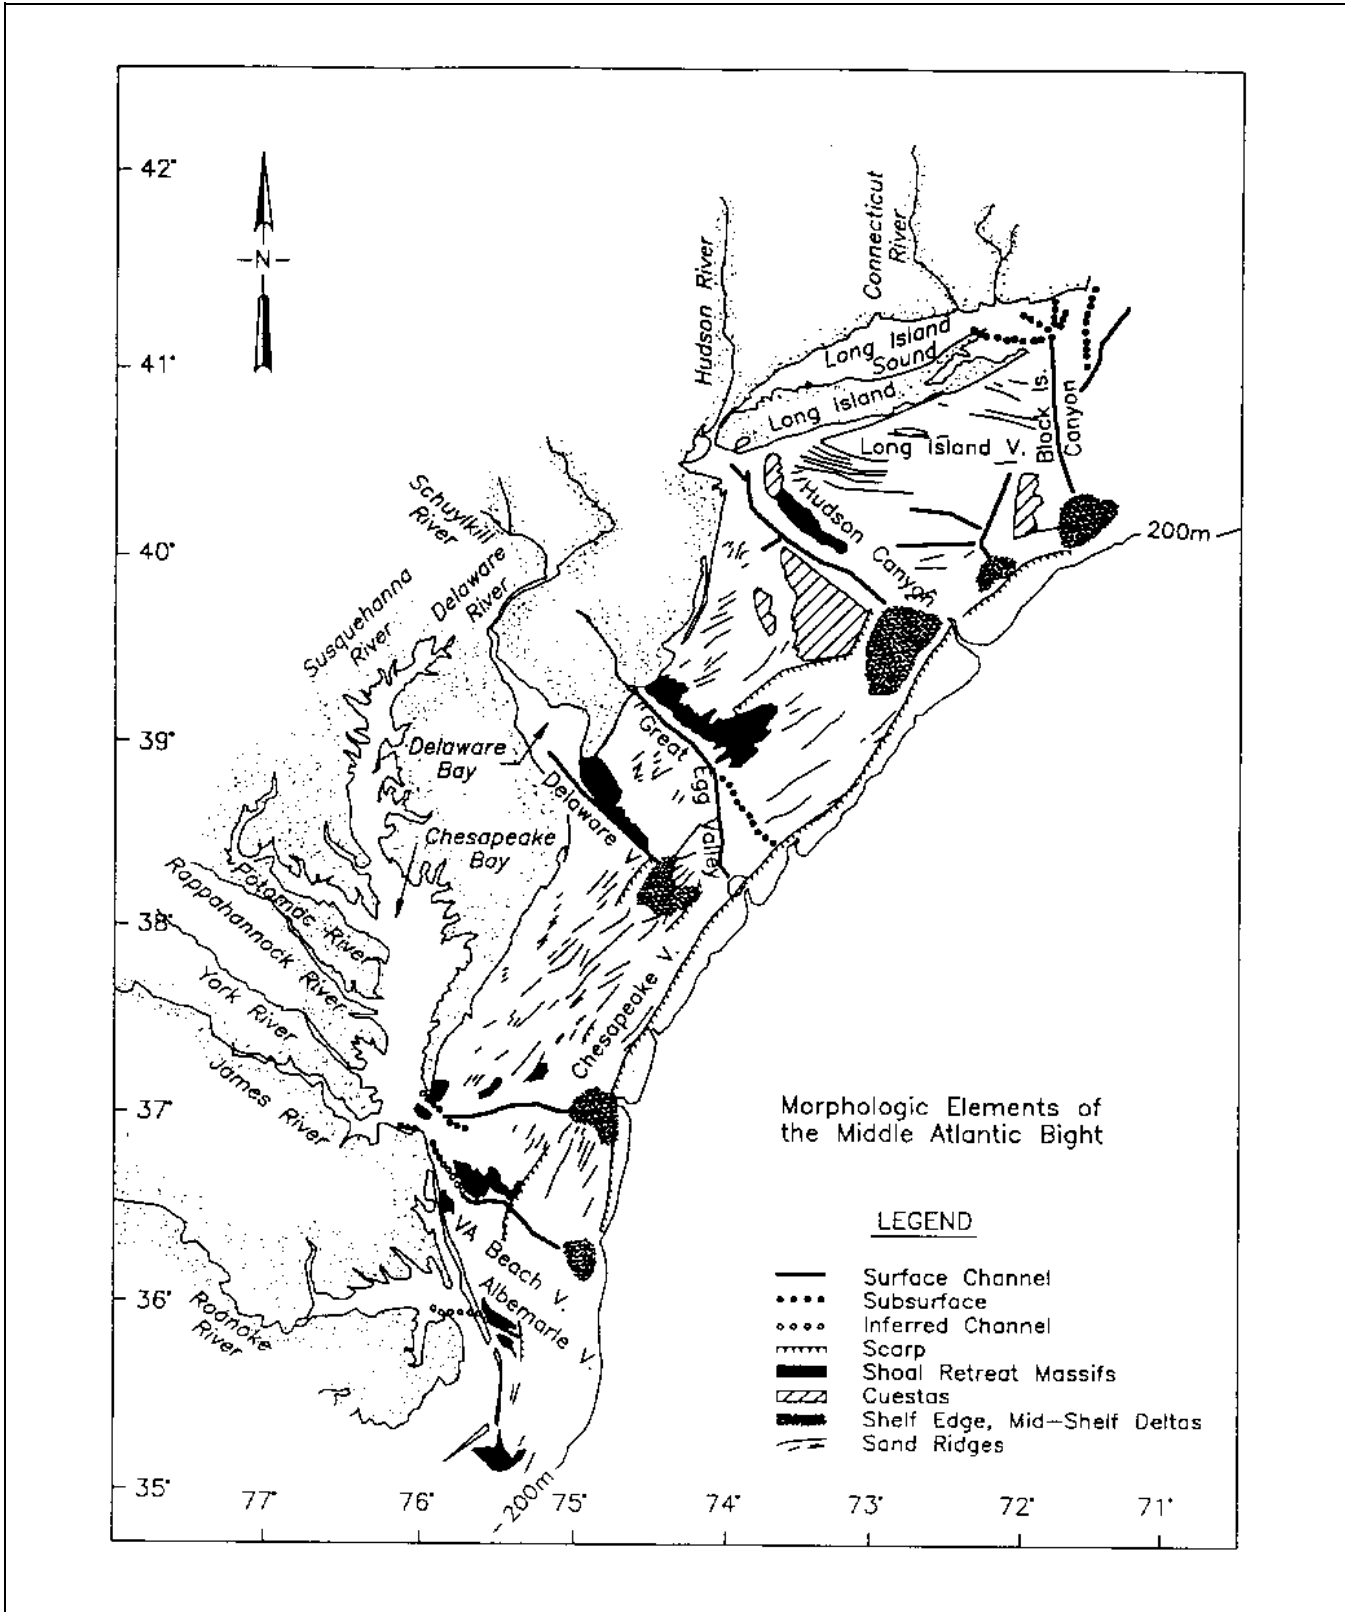 42°
41°
40°
39°
38°
37°
36°
35°
77°
76°
75°
74°
73°
72°
71°
-N-
Hudson River
Connecticut
River
Long Island
Sound
Long Island
Block Is.
Canyon
Long Island V.
Hudson Canyon
200m
Schuylkill
River
Delaware
River
Susquehanna
River
Delaware
Bay
Great Egg Valley
Delaware V.
Chesapeake
Bay
Potomac River
Rappahannock River
York River
James River
Chesapeake V.
VA Beach V.
Albemarle V.
Roanoke
River
200m
Morphologic Elements of
the Middle Atlantic Bight
LEGEND
Surface Channel
Subsurface
Inferred Channel
Scarp
Shoal Retreat Massifs
Cuestas
Shelf Edge, Mid-Shelf Deltas
Sand Ridges